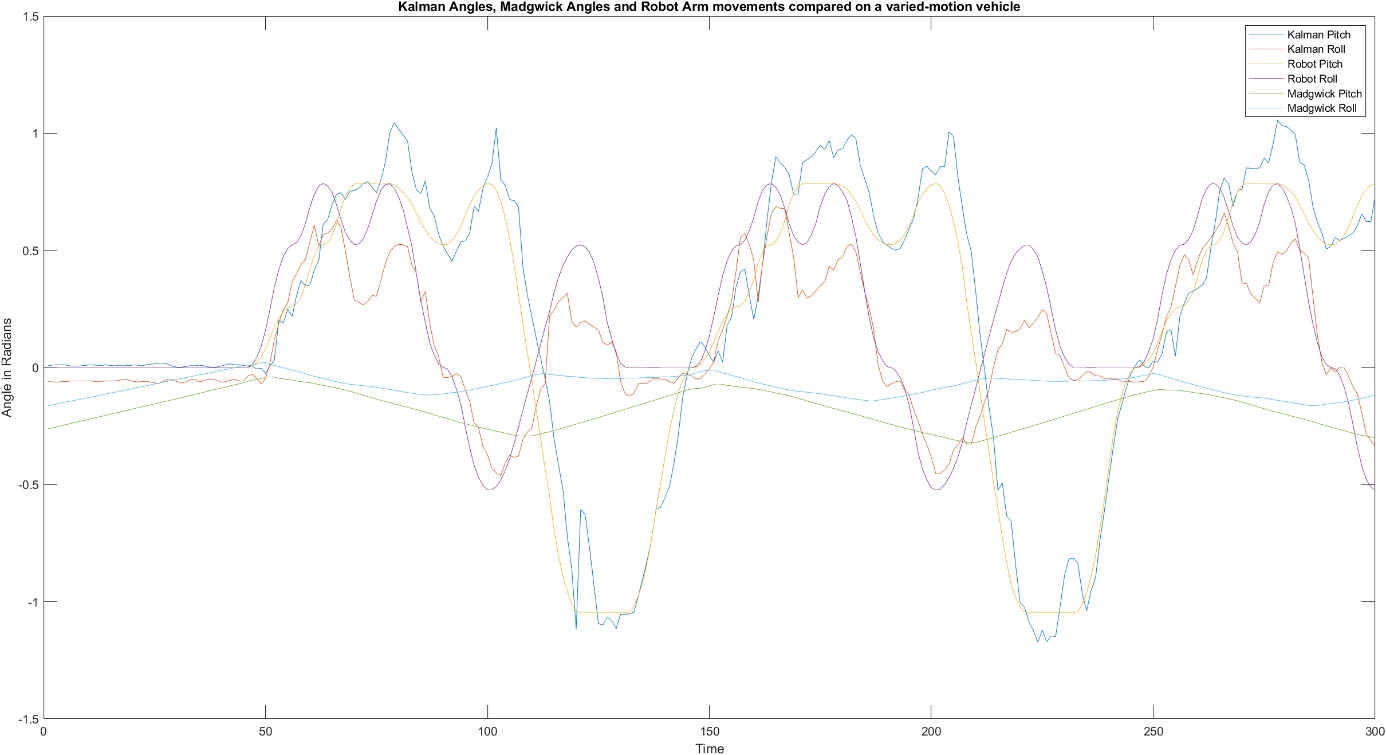 Kalman Angles, Madgwick Angles and Robot Arm movements compared on a varied-motion vehicle
1.5
Kalman Pitch
Kalman Roll
Robot Pitch
Robot Roll
Madgwick Pitch
Madgwick Roll
1
0.5
0
-0.5
-1
-1.5
Angle in Radians
0 50 100 150 200 250 300
Time